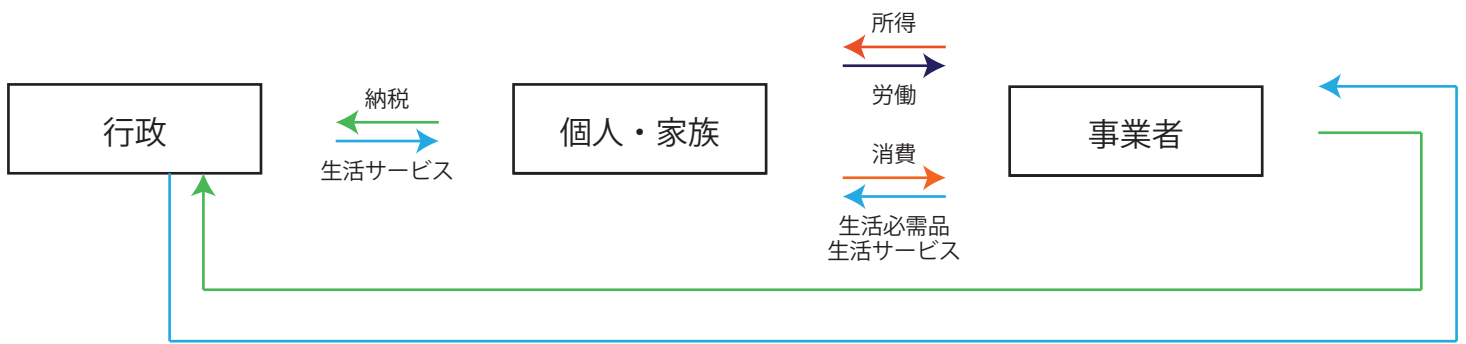 所得
労働
納税
行政
個人・家族
事業者
生活サービス
消費
生活必需品
生活サービス